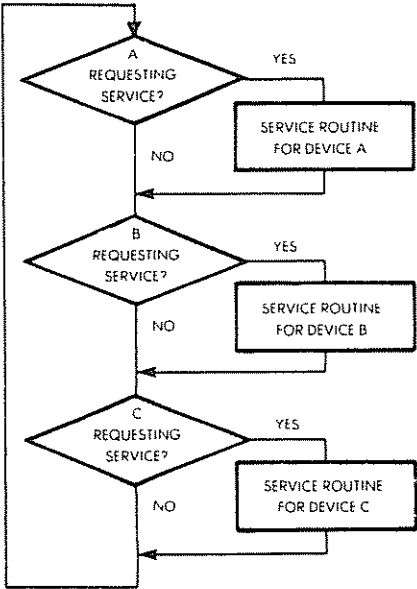 A
REQUESTING
SERVICE?
YES
SERVICE ROUTINE
FOR DEVICE A
NO
B
REQUESTING
SERVICE?
YES
SERVICE ROUTINE
FOR DEVICE B
NO
C
REQUESTING
SERVICE?
YES
SERVICE ROUTINE
FOR DEVICE C
NO